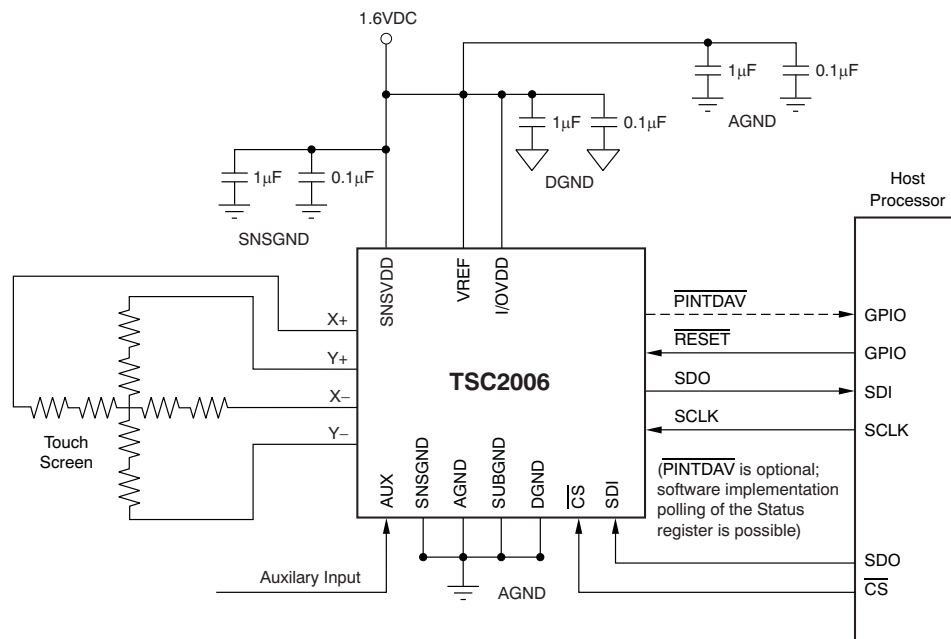 1.6VDC
1μF
0.1μF
AGND
1μF
0.1μF
DGND
1μF
0.1μF
SNSGND
Host
Processor
SNSVDD
VREF
I/OVDD
X+
Y+
X−
Y−
TSC2006
PINTDAV
GPIO
RESET
GPIO
SDO
SDI
SCLK
SCLK
Touch
Screen
AUX
SNSGND
AGND
SUBGND
DGND
CS
SDI
(PINTDAV is optional;
software implementation
polling of the Status
register is possible)
SDO
CS
Auxilary Input
AGND